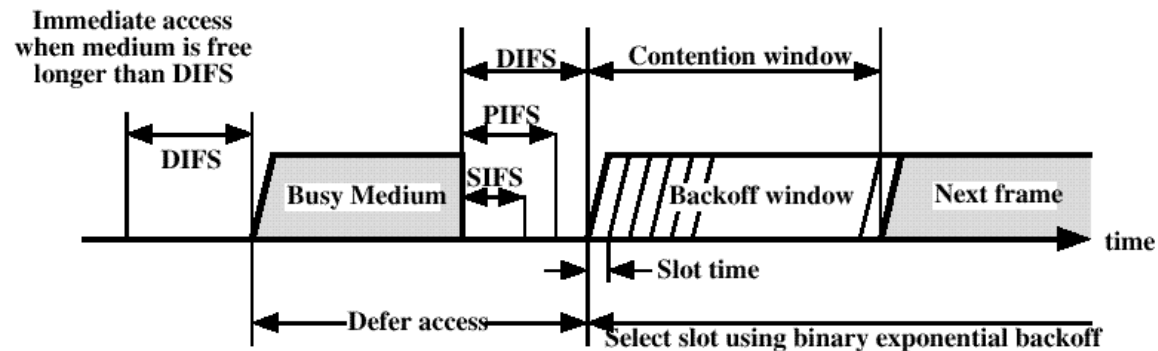 Immediate access
when medium is free
longer than DIFS
DIFS
Contention window
PIFS
DIFS
SIFS
Busy Medium
Backoff window
Next frame
time
Slot time
Defer access
Select slot using binary exponential backoff